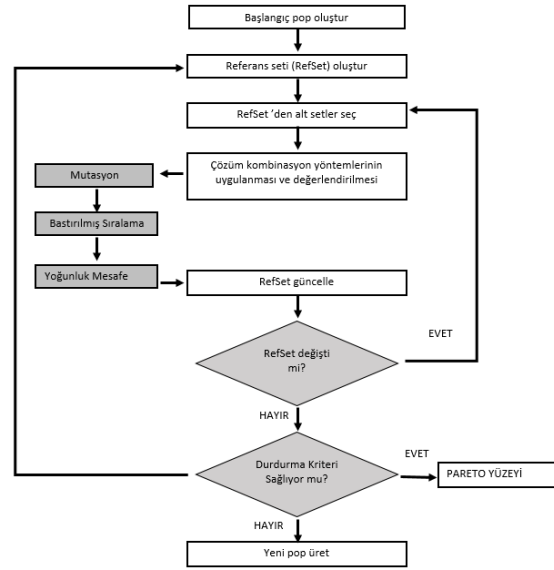 Başlangıç pop oluştur
Referans seti (RefSet) oluştur
RefSet 'den alt setler seç
Çözüm kombinasyon yöntemlerinin
uygulanması ve değerlendirilmesi
Mutasyon
Bastırılmış Sıralama
Yoğunluk Mesafe
RefSet güncelle
RefSet değişti
mi?
EVET
HAYIR
Durdurma Kriteri
Sağlıyor mu?
EVET
PARETO YÜZEYİ
HAYIR
Yeni pop üret